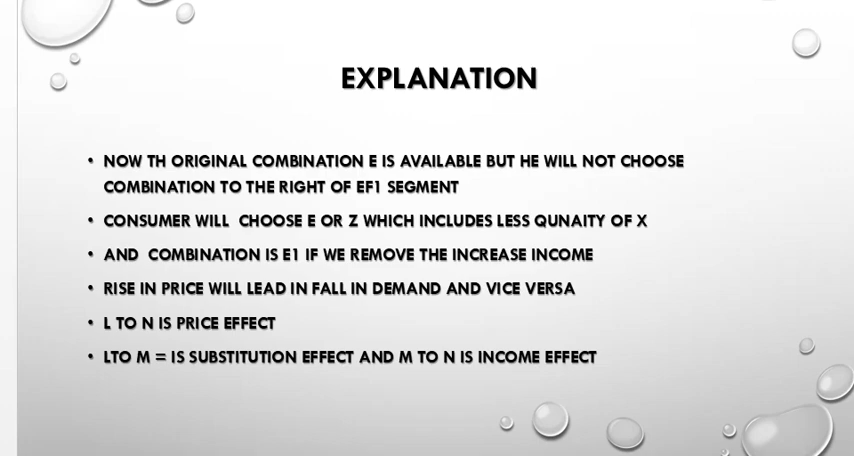 EXPLANATION
• NOW TH ORIGINAL COMBINATION E IS AVAILABLE BUT HE WILL NOT CHOOSE
COMBINATION TO THE RIGHT OF EF1 SEGMENT
• CONSUMER WILL CHOOSE E OR Z WHICH INCLUDES LESS QUNAITY OF X
• AND COMBINATION IS E1 IF WE REMOVE THE INCREASE INCOME
• RISE IN PRICE WILL LEAD IN FALL IN DEMAND AND VICE VERSA
• L TO N IS PRICE EFFECT
• LTO M = IS SUBSTITUTION EFFECT AND M TO N IS INCOME EFFECT